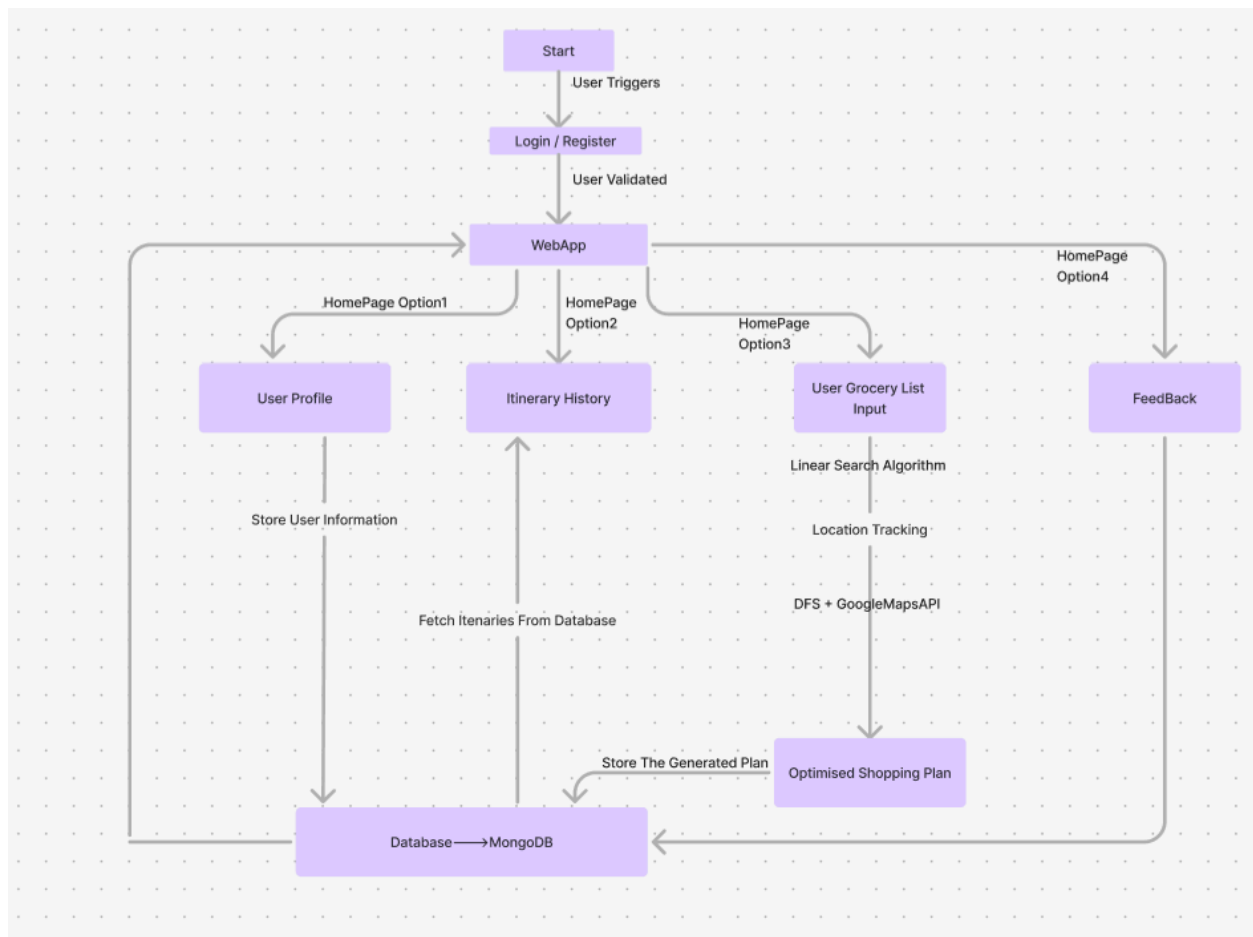 Start
User Triggers
Login / Register
User Validated
WebApp
HomePage
Option4
HomePage Option1
HomePage
Option2
HomePage
Option3
User Profile
Itinerary History
User Grocery List
Input
FeedBack
Linear Search Algorithm
Store User Information
Location Tracking
DFS + GoogleMapsAPI
Fetch Itenaries From Database
Store The Generated Plan
Optimised Shopping Plan
Database⟶MongoDB